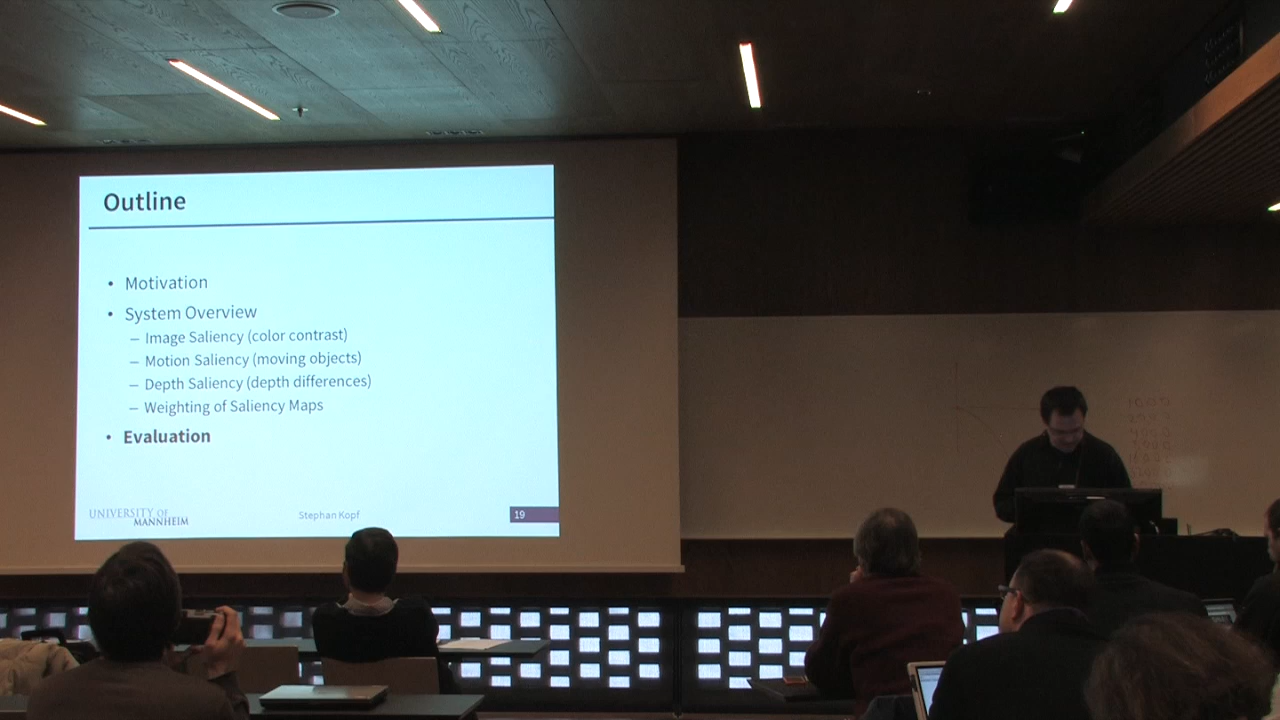 Outline
• Motivation
• System Overview
– Image Saliency (color contrast)
– Motion Saliency (moving objects)
– Depth Saliency (depth differences)
– Weighting of Saliency Maps
• Evaluation
UNIVERSITY OF
MANNHEIM
Stephan Kopf
19